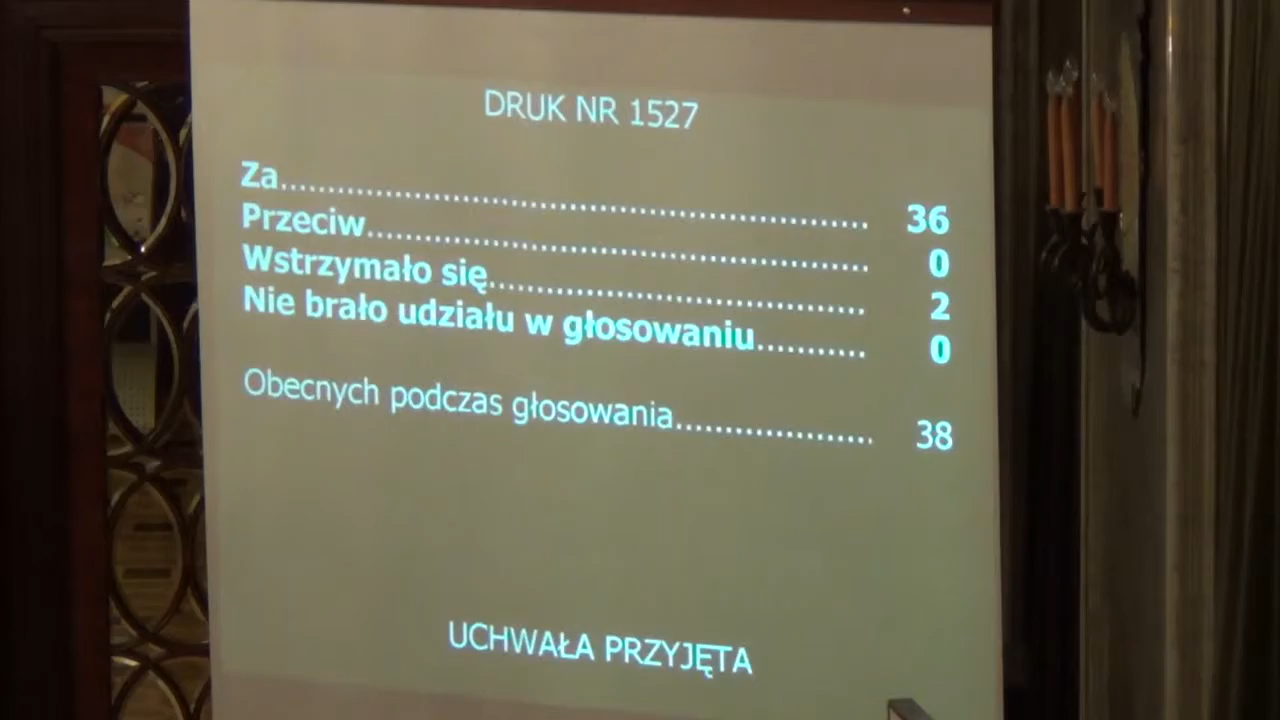 DRUK NR 1527
Za.................................................................. 36
Przeciw......................................................... 0
Wstrzymało się........................................... 2
Nie brało udziału w głosowaniu........... 0
Obecnych podczas głosowania.................... 38
UCHWAŁA PRZYJĘTA